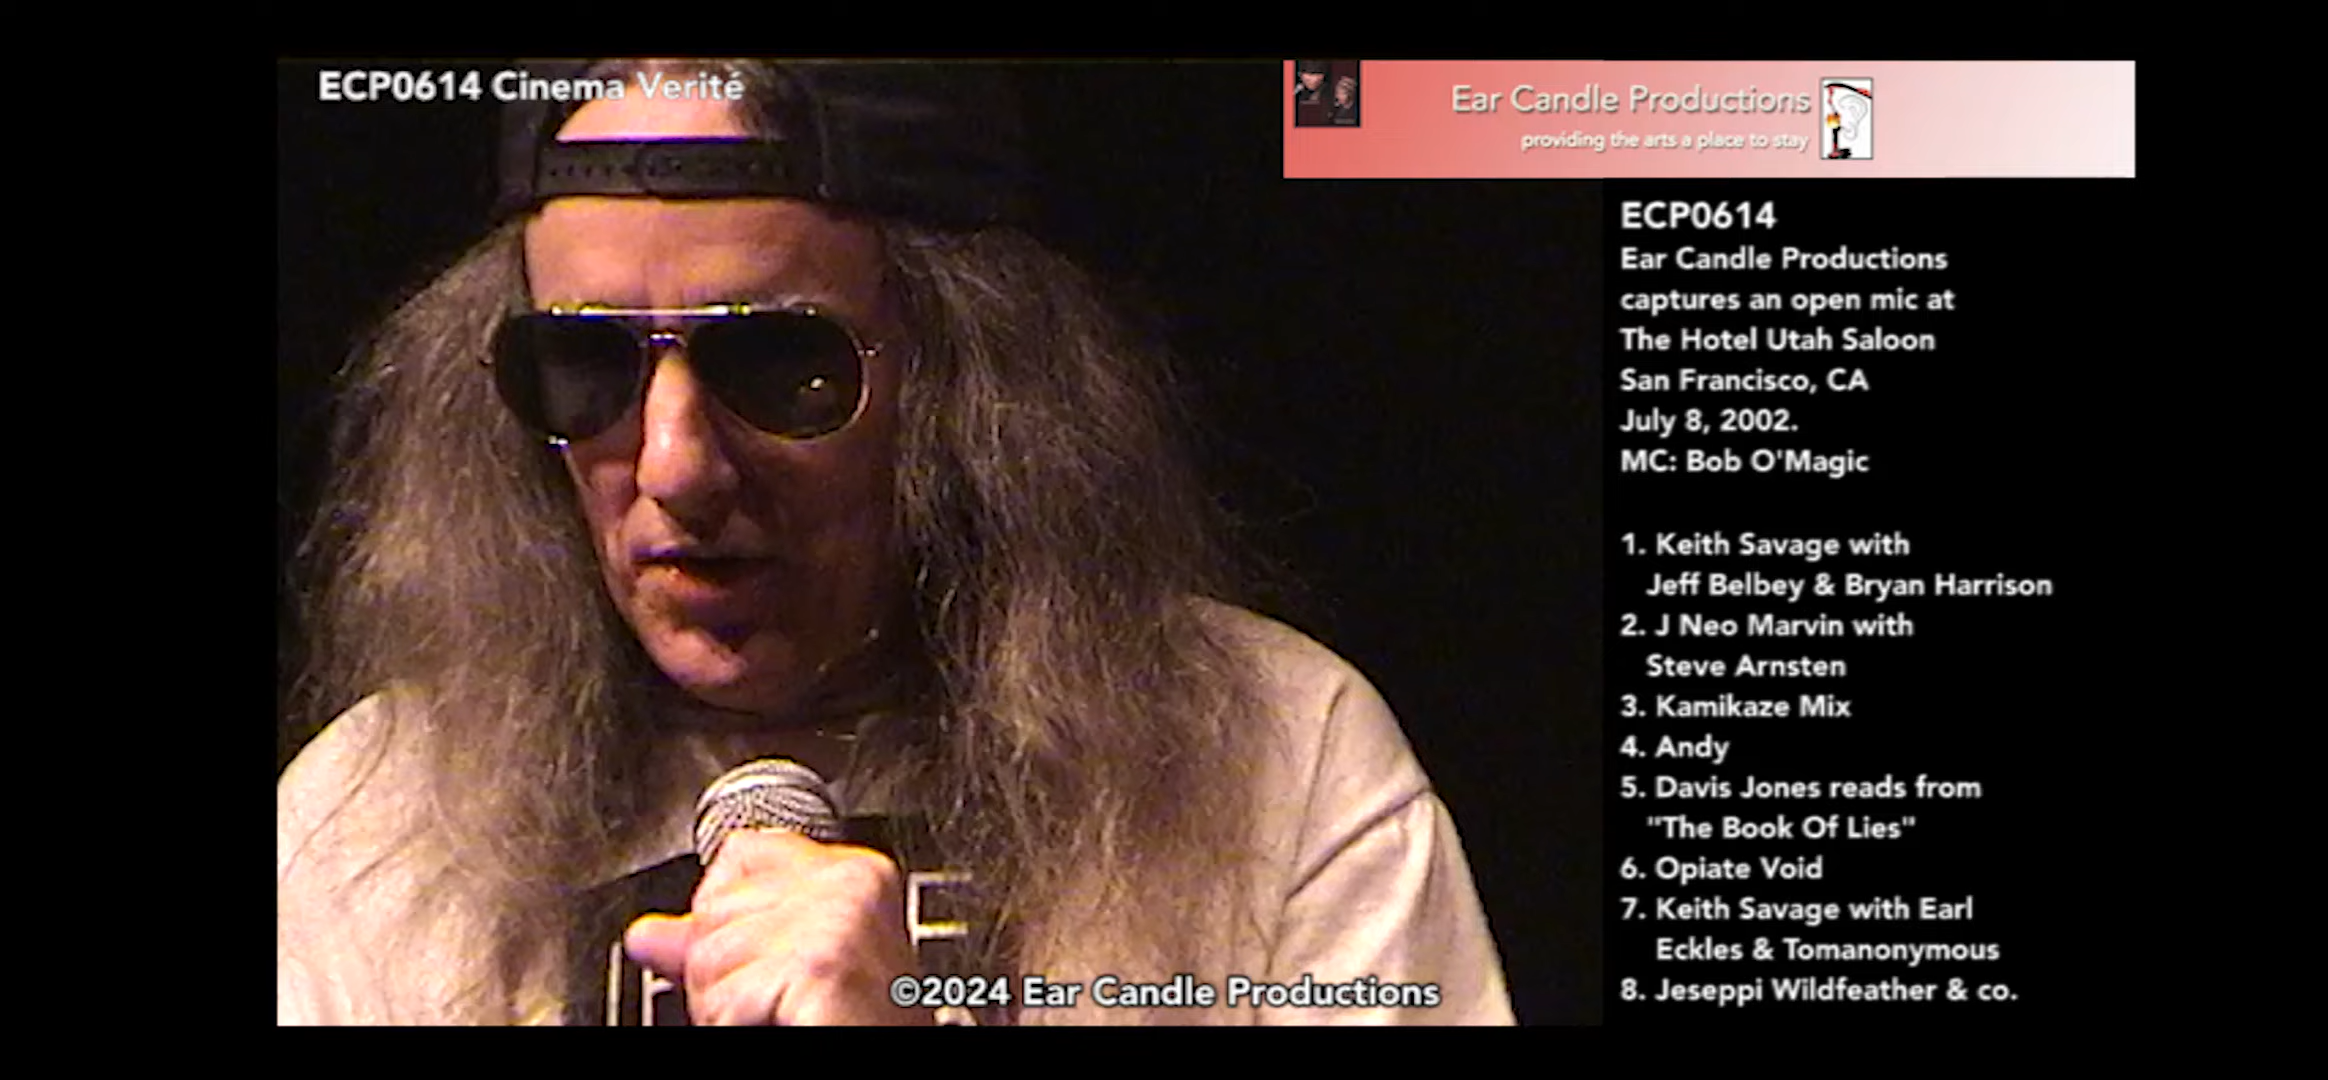 ECP0614 Cinema Verité
Ear Candle Productions
providing the arts a place to stay
ECP0614
Ear Candle Productions
captures an open mic at
The Hotel Utah Saloon
San Francisco, CA
July 8, 2002.
MC: Bob O'Magic
1. Keith Savage with
Jeff Belbey & Bryan Harrison
2. J Neo Marvin with
Steve Arnsten
3. Kamikaze Mix
4. Andy
5. Davis Jones reads from
"The Book Of Lies"
6. Opiate Void
7. Keith Savage with Earl
Eckles & Tomanonymous
8. Jeseppi Wildfeather & co.
©2024 Ear Candle Productions